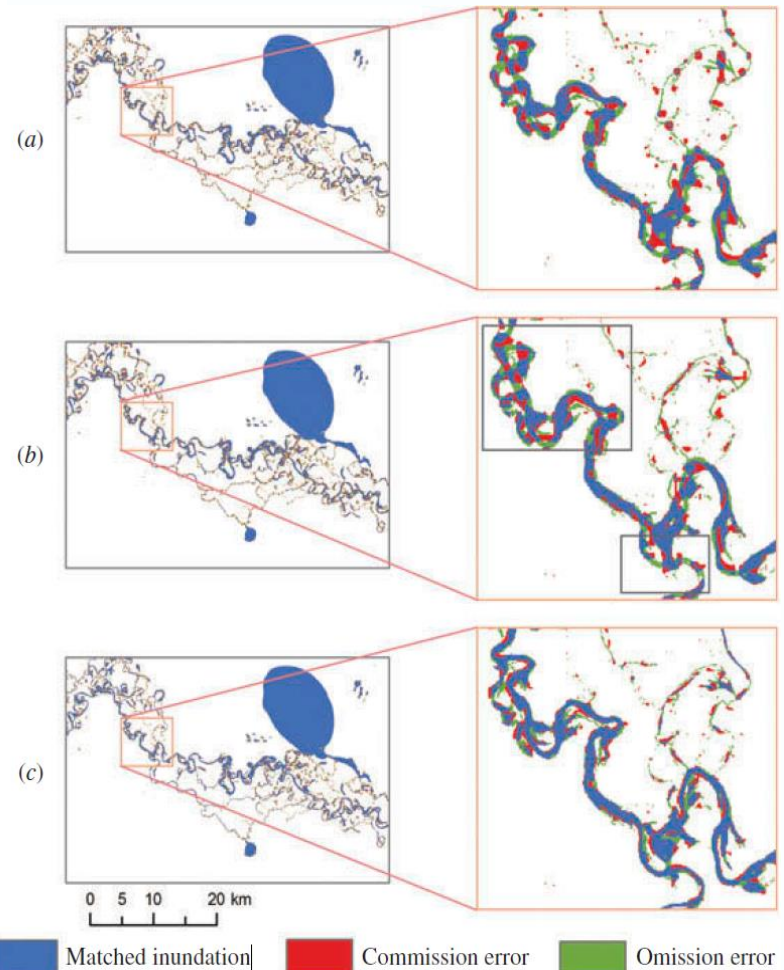 (a)
(b)
(c)
0 5 10 20 km
Matched inundation Commission error Omission error